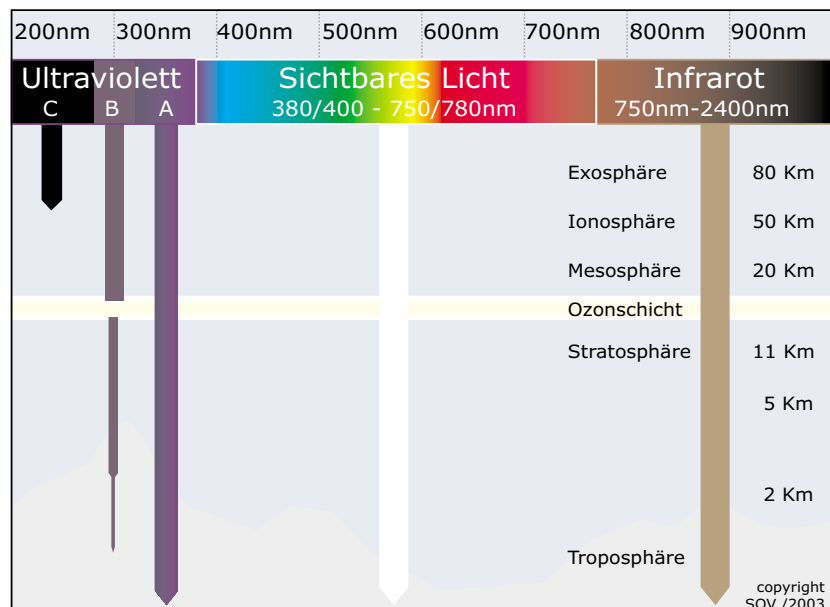 200nm 300nm 400nm 500nm 600nm 700nm 800nm 900nm
Ultraviolett Sichtbares Licht Infrarot
C B A 380/400 - 750/780nm 750nm-2400nm
Exosphäre 80 Km
Ionosphäre 50 Km
Mesosphäre 20 Km
Ozonschicht
Stratosphäre 11 Km
5 Km
2 Km
Troposphäre
copyright
SOV /2003